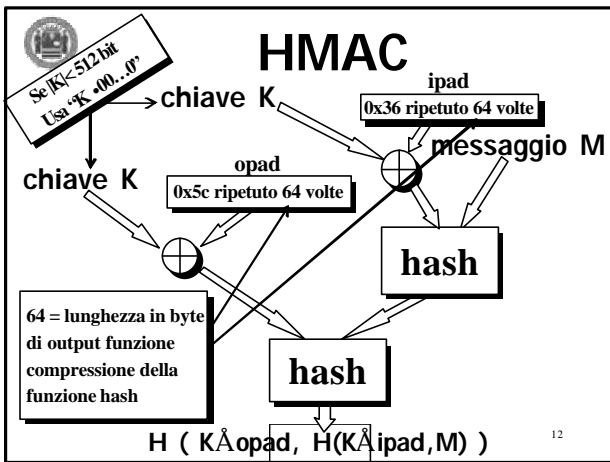 HMAC
Se |K|< 512 bit
Usa “K •00…0”
chiave K
ipad
0x36 ripetuto 64 volte
messaggio M
chiave K
opad
0x5c ripetuto 64 volte
hash
64 = lunghezza in byte
di output funzione
compressione della
funzione hash
hash
H ( KÅopad, H(KÅipad,M) )
12